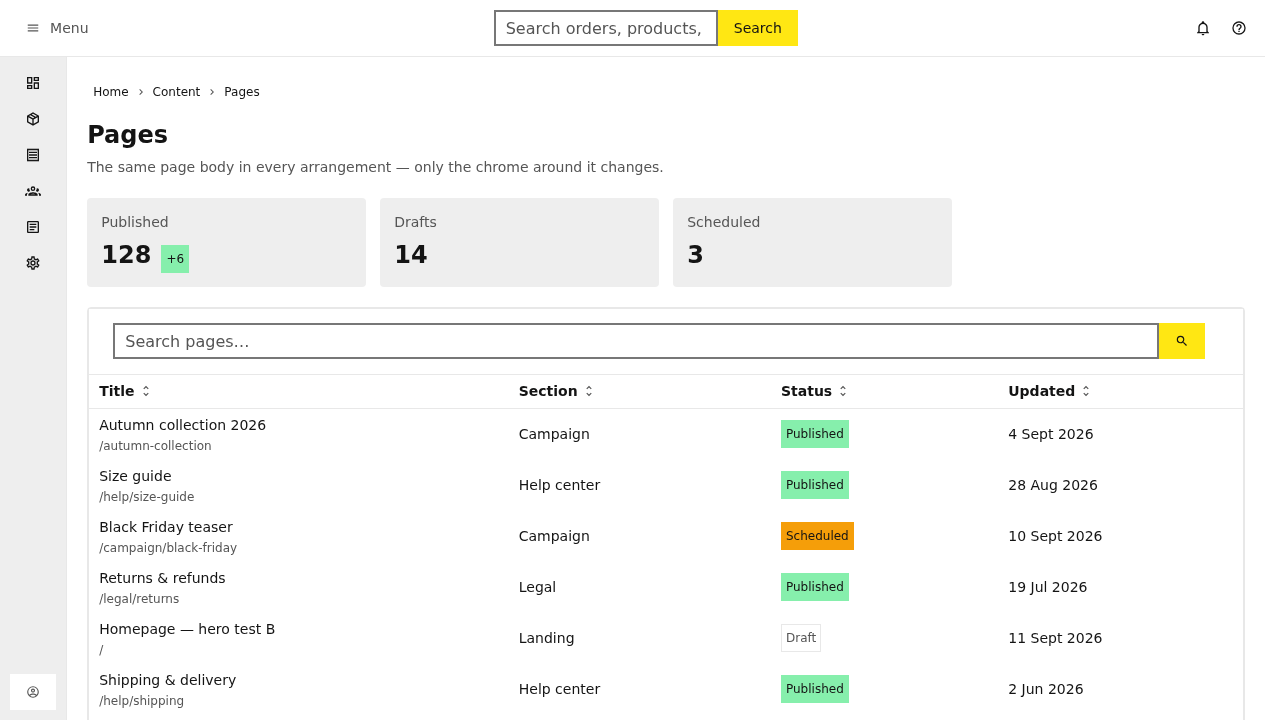 Menu
Search orders, products,
Search
Home › Content › Pages
Pages
The same page body in every arrangement — only the chrome around it changes.
Published
128 +6
Drafts
14
Scheduled
3
Search pages…
Title Section Status Updated
Autumn collection 2026
/autumn-collection
Campaign Published 4 Sept 2026
Size guide
/help/size-guide
Help center Published 28 Aug 2026
Black Friday teaser
/campaign/black-friday
Campaign Scheduled 10 Sept 2026
Returns & refunds
/legal/returns
Legal Published 19 Jul 2026
Homepage — hero test B
/
Landing Draft 11 Sept 2026
Shipping & delivery
/help/shipping
Help center Published 2 Jun 2026